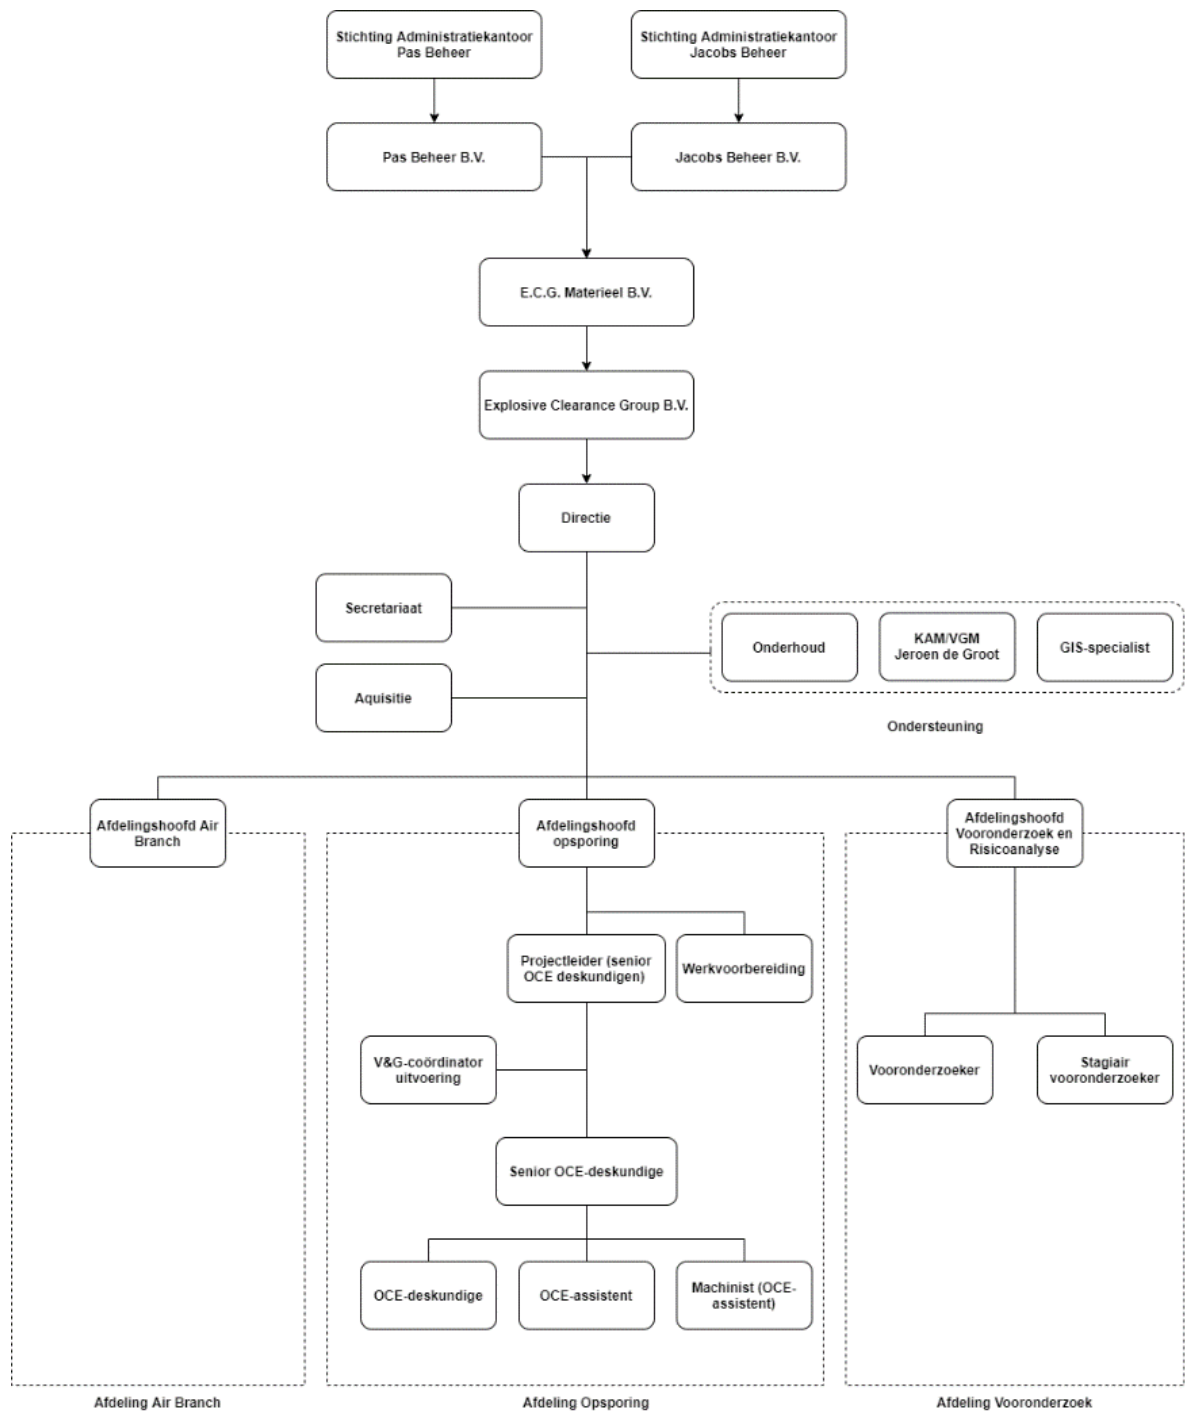 Stichting Administratiekantoor
Pas Beheer
Stichting Administratiekantoor
Jacobs Beheer
Pas Beheer B.V.
Jacobs Beheer B.V.
E.C.G. Materieel B.V.
Explosive Clearance Group B.V.
Directie
Secretariaat
Onderhoud
KAM/VGM
Jeroen de Groot
GIS-specialist
Aquisitie
Ondersteuning
Afdelingshoofd Air
Branch
Afdelingshoofd
opsporing
Afdelingshoofd
Vooronderzoek en
Risicoanalyse
Projectleider (senior
OCE deskundigen)
Werkvoorbereiding
V&G-coördinator
uitvoering
Vooronderzoeker
Stagiair
vooronderzoeker
Senior OCE-deskundige
OCE-deskundige
OCE-assistent
Machinist (OCE-
assistent)
Afdeling Air Branch
Afdeling Opsporing
Afdeling Vooronderzoek